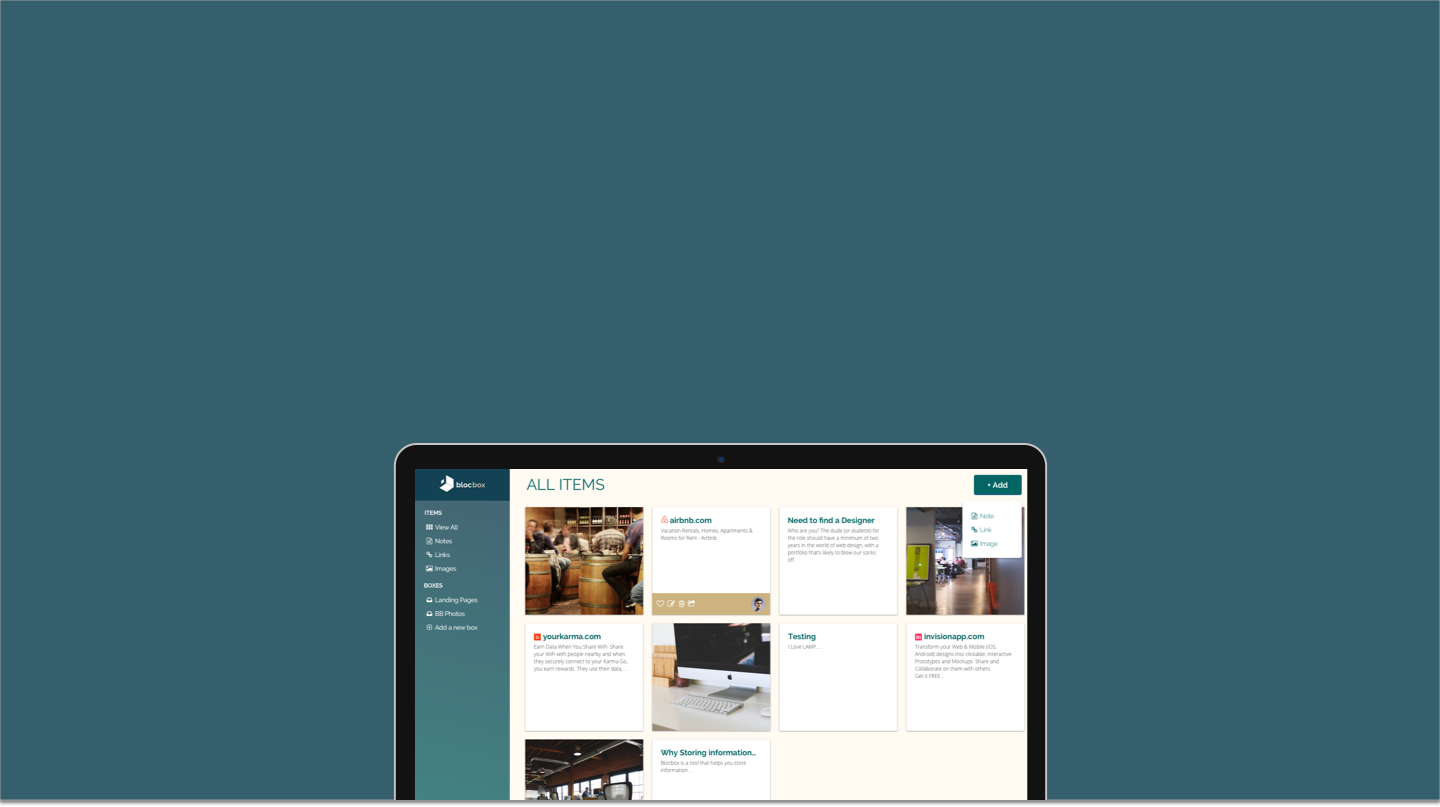 blocbox
ALL ITEMS
+ Add
ITEMS
View All
Notes
Links
Images
BOXES
Landing Pages
BB Photos
Add a new box
Note
Link
Image
airbnb.com
Vacation Rentals, Homes, Apartments &
Rooms for Rent - Airbnb
Need to find a Designer
Who are you? The dude (or dudette) for
the role should have a minimum of two
years in the world of web design, with a
portfolio that's likely to blow our socks
off!
yourkarma.com
Earn Data When You Share WiFi. Share
your WiFi with people nearby and when
they securely connect to your Karma Go,
you earn rewards. They use their data, ...
Testing
I Love LAMP...
invisionapp.com
Transform your Web & Mobile (iOS,
Android) designs into clickable, interactive
Prototypes and Mockups. Share and
Collaborate on them with others.
Get it FREE...
Why Storing information...
Blocbox is a tool that helps you store
information...